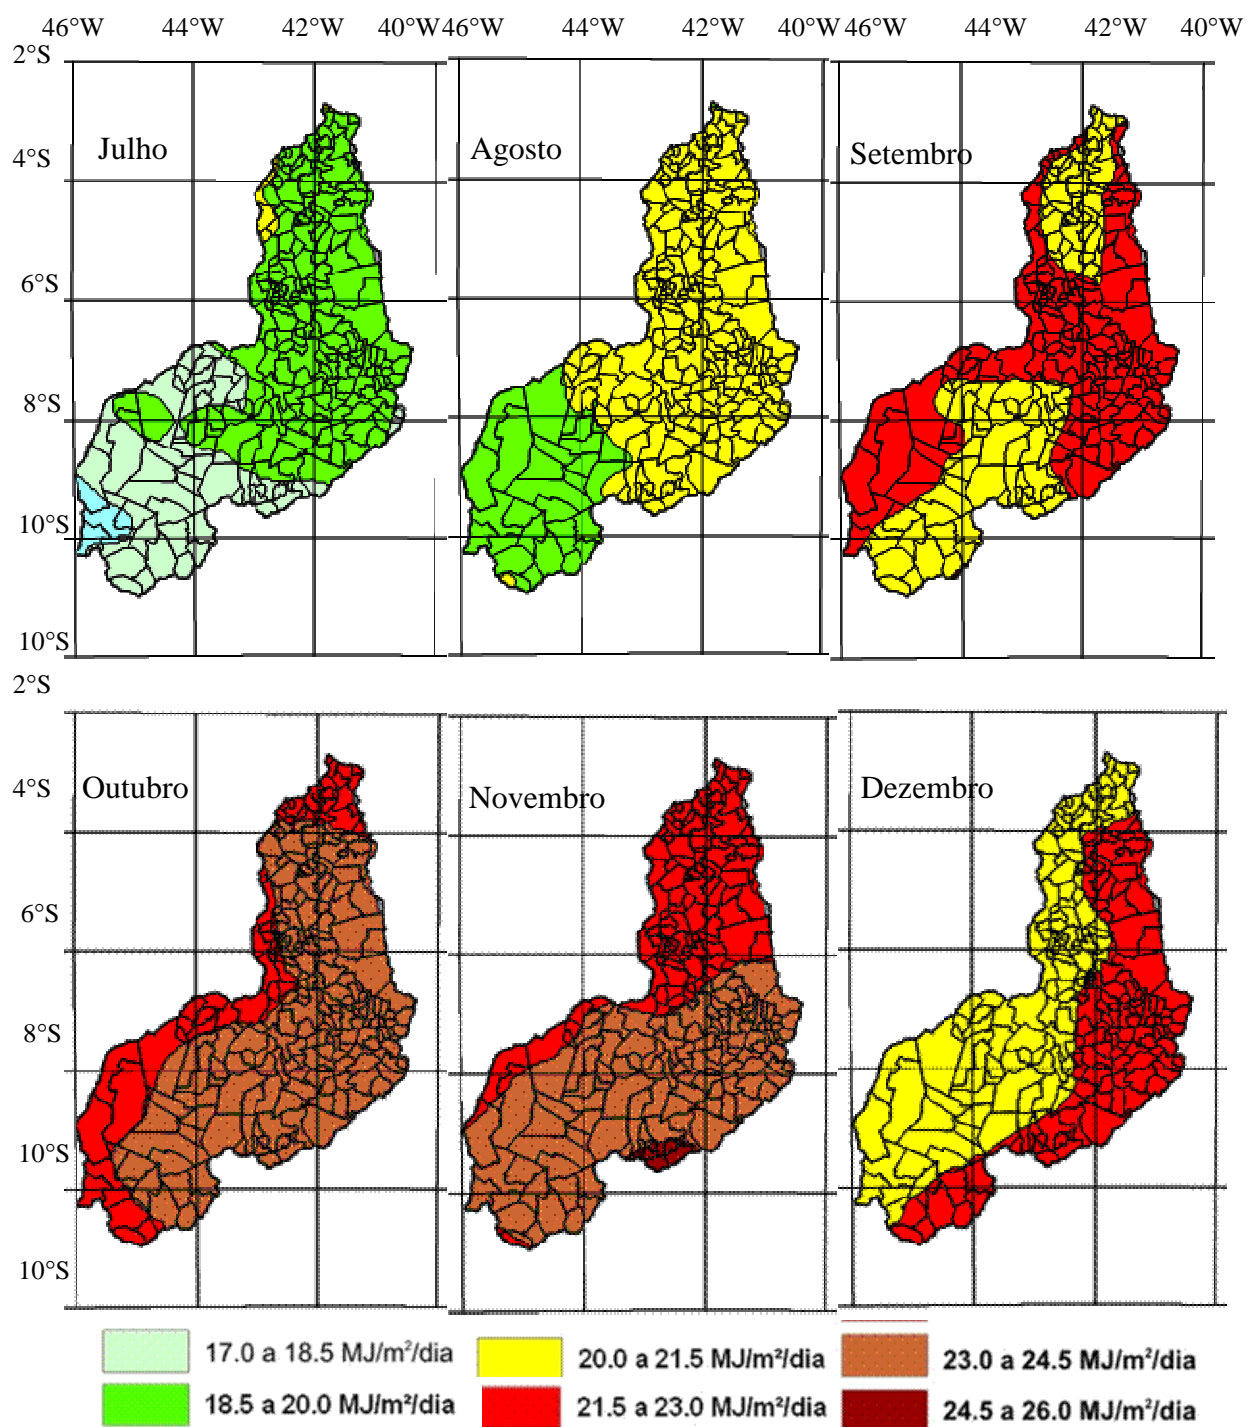 46°W 44°W 42°W 40°W 46°W 44°W 42°W 40°W 46°W 44°W 42°W 40°W
2°S
Julho Agosto Setembro
4°S
6°S
8°S
10°S
10°S
2°S
Outubro Novembro Dezembro
4°S
6°S
8°S
10°S
10°S
17.0 a 18.5 MJ/m²/dia 20.0 a 21.5 MJ/m²/dia 23.0 a 24.5 MJ/m²/dia
18.5 a 20.0 MJ/m²/dia 21.5 a 23.0 MJ/m²/dia 24.5 a 26.0 MJ/m²/dia